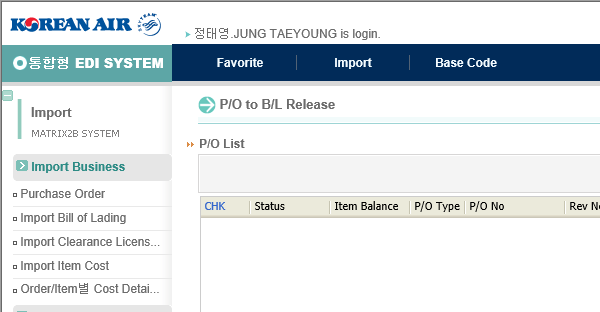 KOREAN AIR
SKYTEAM
정태영.JUNG TAEYOUNG is login.
통합형 EDI SYSTEM
Favorite
Import
Base Code
Import
MATRIX2B SYSTEM
P/O to B/L Release
P/O List
Import Business
Purchase Order
Import Bill of Lading
Import Clearance Licens...
Import Item Cost
Order/Item별 Cost Detai...
CHK Status Item Balance P/O Type P/O No Rev N